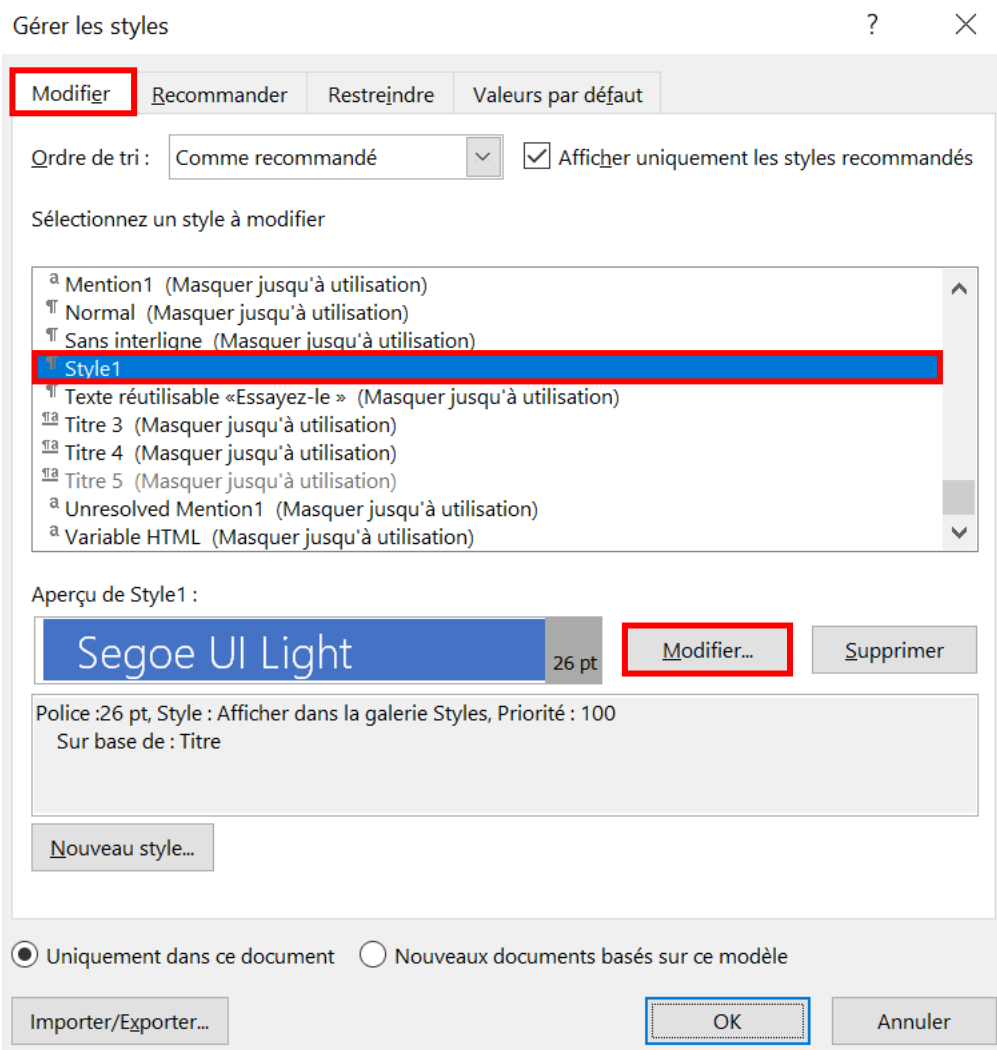 Gérer les styles ?
Modifier Recommander Restreindre Valeurs par défaut
Ordre de tri : Comme recommandé Afficher uniquement les styles recommandés
Sélectionnez un style à modifier
a Mention1 (Masquer jusqu'à utilisation)
¶ Normal (Masquer jusqu'à utilisation)
¶ Sans interligne (Masquer jusqu'à utilisation)
¶ Style1
¶ Texte réutilisable «Essayez-le » (Masquer jusqu'à utilisation)
¶a Titre 3 (Masquer jusqu'à utilisation)
¶a Titre 4 (Masquer jusqu'à utilisation)
¶a Titre 5 (Masquer jusqu'à utilisation)
a Unresolved Mention1 (Masquer jusqu'à utilisation)
a Variable HTML (Masquer jusqu'à utilisation)
Aperçu de Style1 :
Segoe UI Light 26 pt Modifier... Supprimer
Police :26 pt, Style : Afficher dans la galerie Styles, Priorité : 100
Sur base de : Titre
Nouveau style...
Uniquement dans ce document Nouveaux documents basés sur ce modèle
Importer/Exporter... OK Annuler